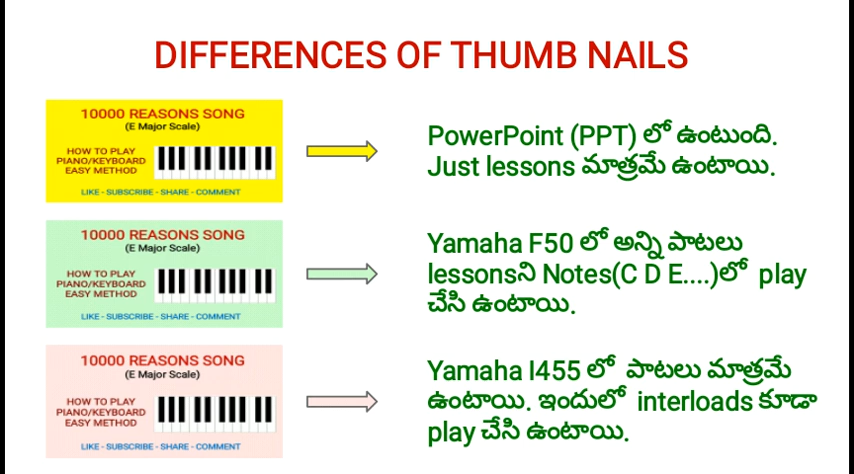 DIFFERENCES OF THUMB NAILS
10000 REASONS SONG
(E Major Scale)
HOW TO PLAY
PIANO/KEYBOARD
EASY METHOD
LIKE - SUBSCRIBE - SHARE - COMMENT
PowerPoint (PPT) లో ఉంటుంది.
Just lessons మాత్రమే ఉంటాయి.
10000 REASONS SONG
(E Major Scale)
HOW TO PLAY
PIANO/KEYBOARD
EASY METHOD
LIKE - SUBSCRIBE - SHARE - COMMENT
Yamaha F50 లో అన్ని పాటలు
lessonsని Notes(C D E....)లో play
చేసి ఉంటాయి.
10000 REASONS SONG
(E Major Scale)
HOW TO PLAY
PIANO/KEYBOARD
EASY METHOD
LIKE - SUBSCRIBE - SHARE - COMMENT
Yamaha I455 లో పాటలు మాత్రమే
ఉంటాయి. ఇందులో interloads కూడా
play చేసి ఉంటాయి.